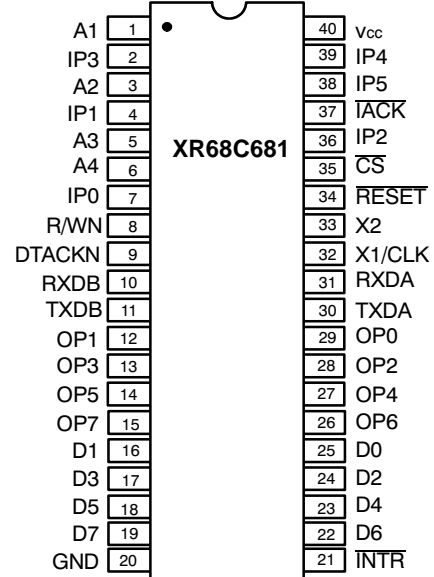 A1 1 40 Vcc
IP3 2 39 IP4
A2 3 38 IP5
IP1 4 37 IACK
A3 5 XR68C681 36 IP2
A4 6 35 CS
IP0 7 34 RESET
R/WN 8 33 X2
DTACKN 9 32 X1/CLK
RXDB 10 31 RXDA
TXDB 11 30 TXDA
OP1 12 29 OP0
OP3 13 28 OP2
OP5 14 27 OP4
OP7 15 26 OP6
D1 16 25 D0
D3 17 24 D2
D5 18 23 D4
D7 19 22 D6
GND 20 21 INTR